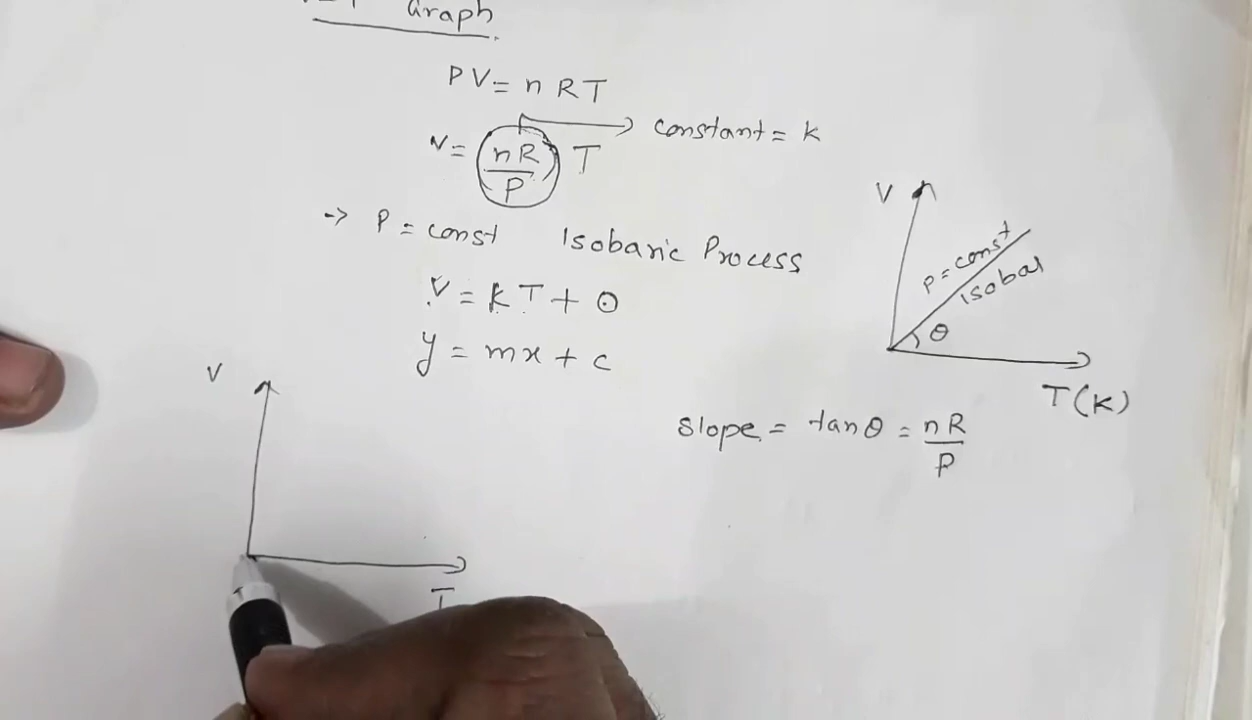 Graph
PV = nRT
V = (nR/P) T → constant = k
→ P = const Isobaric Process
V = kT + 0
y = mx + c
V
P = const
Isobar
θ
T(K)
slope = tanθ = nR/P
V
T